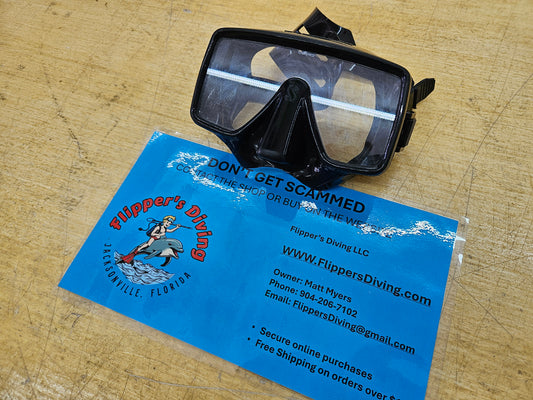 DON'T GET SCAMMED
CONTACT THE SHOP OR BUY ON THE
Flipper's Diving
JACKSONVILLE, FLORIDA
Flipper's Diving LLC
WWW.FlippersDiving.com
Owner: Matt Myers
Phone: 904-206-7102
Email: FlippersDiving@gmail.com
• Secure online purchases
• Free Shipping on orders over